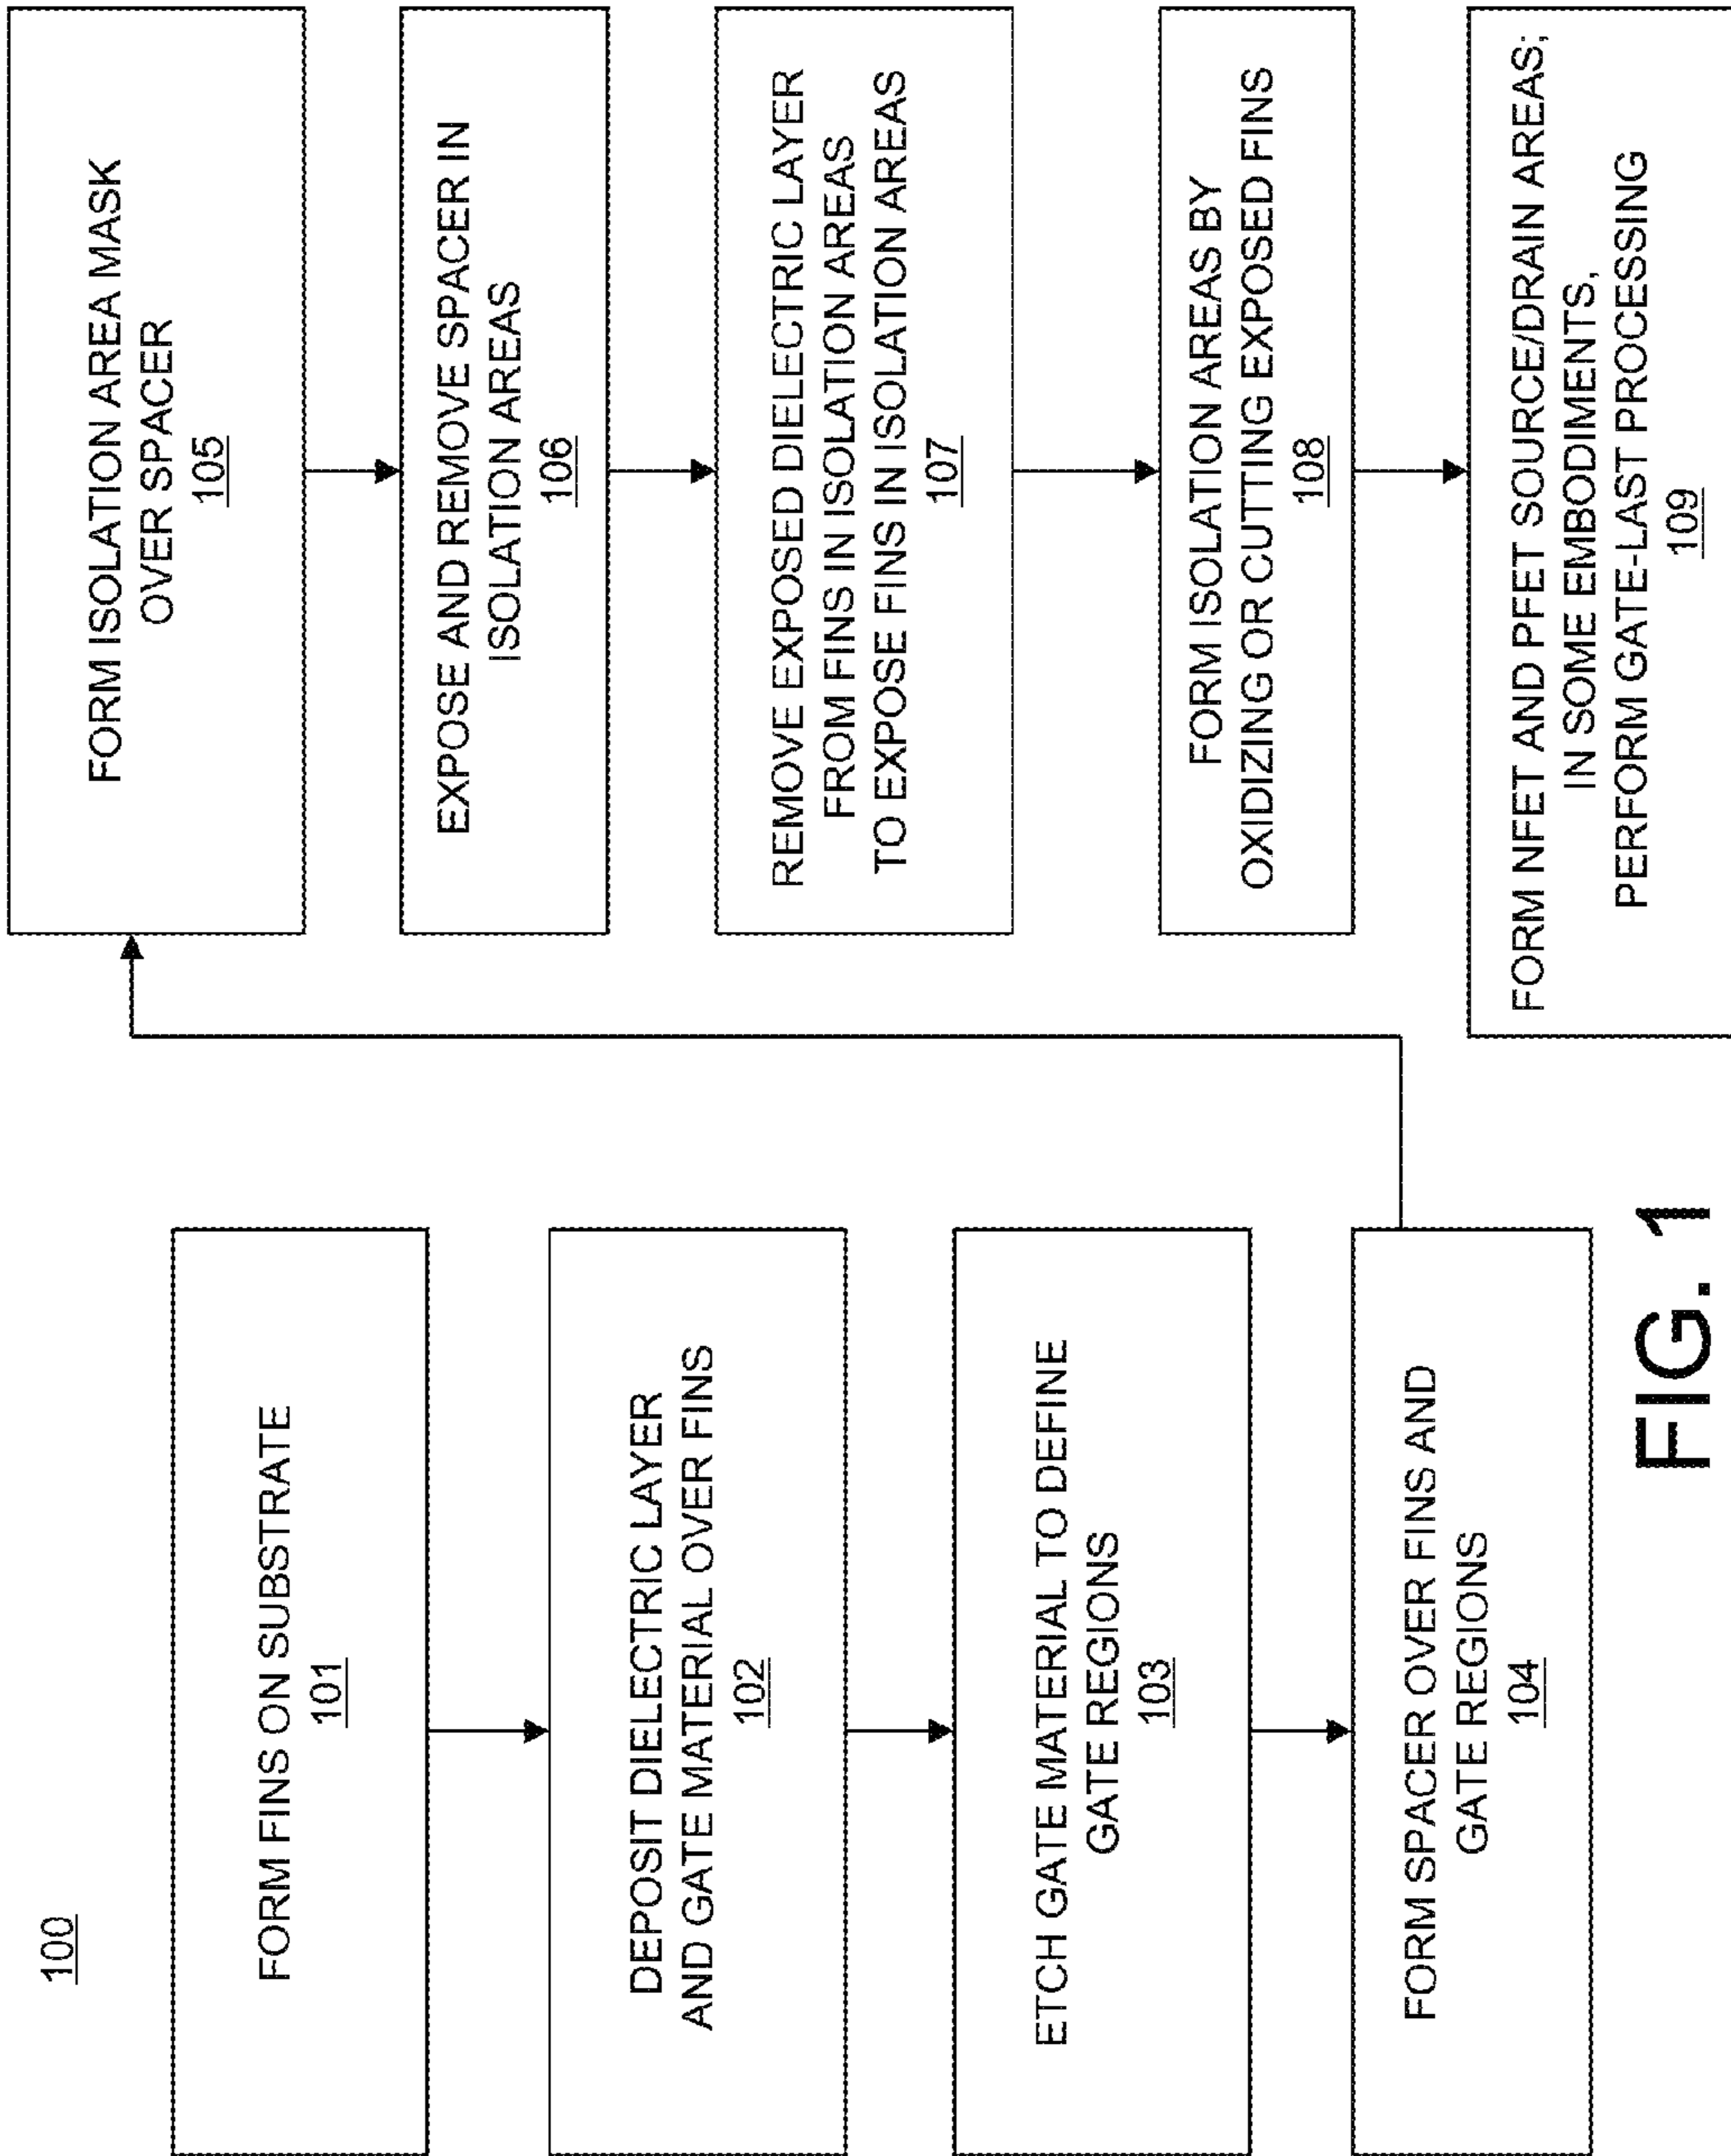 100
FORM FINS ON SUBSTRATE
101
DEPOSIT DIELECTRIC LAYER
AND GATE MATERIAL OVER FINS
102
ETCH GATE MATERIAL TO DEFINE
GATE REGIONS
103
FORM SPACER OVER FINS AND
GATE REGIONS
104
FORM ISOLATION AREA MASK
OVER SPACER
105
EXPOSE AND REMOVE SPACER IN
ISOLATION AREAS
106
REMOVE EXPOSED DIELECTRIC LAYER
FROM FINS IN ISOLATION AREAS
TO EXPOSE FINS IN ISOLATION AREAS
107
FORM ISOLATION AREAS BY
OXIDIZING OR CUTTING EXPOSED FINS
108
FORM NFET AND PFET SOURCE/DRAIN AREAS;
IN SOME EMBODIMENTS,
PERFORM GATE-LAST PROCESSING
109
FIG. 1